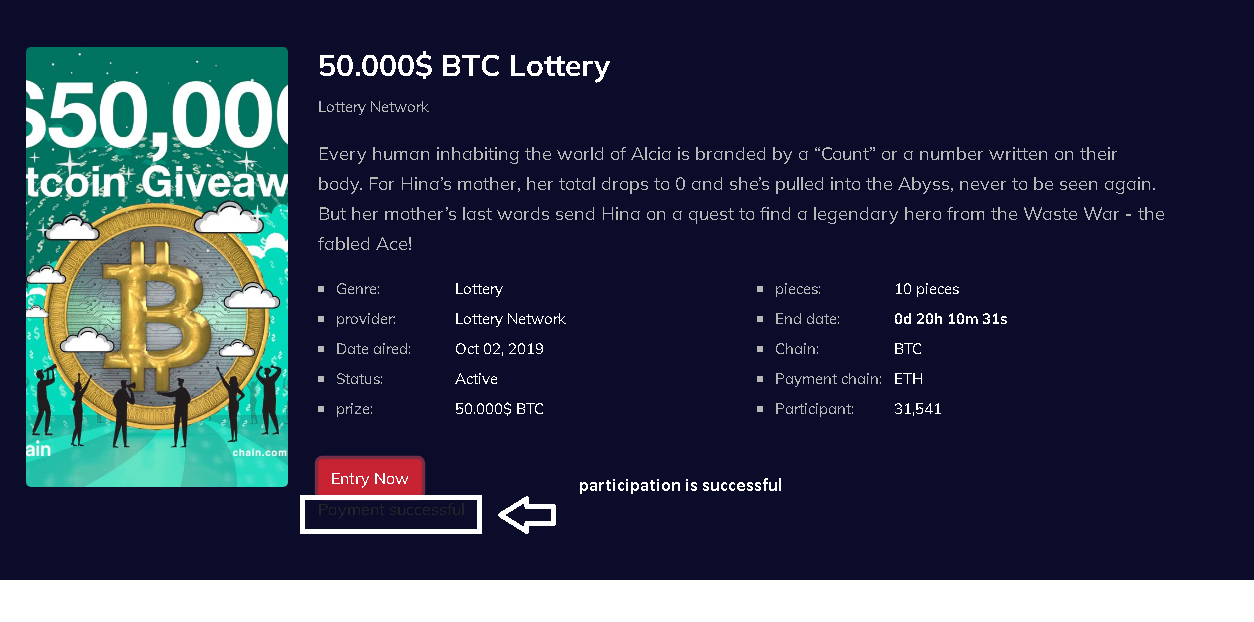 $50,000
tcoin Giveaw
ain
chain.com
50.000$ BTC Lottery
Lottery Network
Every human inhabiting the world of Alcia is branded by a “Count” or a number written on their
body. For Hina’s mother, her total drops to 0 and she’s pulled into the Abyss, never to be seen again.
But her mother’s last words send Hina on a quest to find a legendary hero from the Waste War - the
fabled Ace!
Genre: Lottery
provider: Lottery Network
Date aired: Oct 02, 2019
Status: Active
prize: 50.000$ BTC
pieces: 10 pieces
End date: 0d 20h 10m 31s
Chain: BTC
Payment chain: ETH
Participant: 31,541
Entry Now
Payment successful
participation is successful